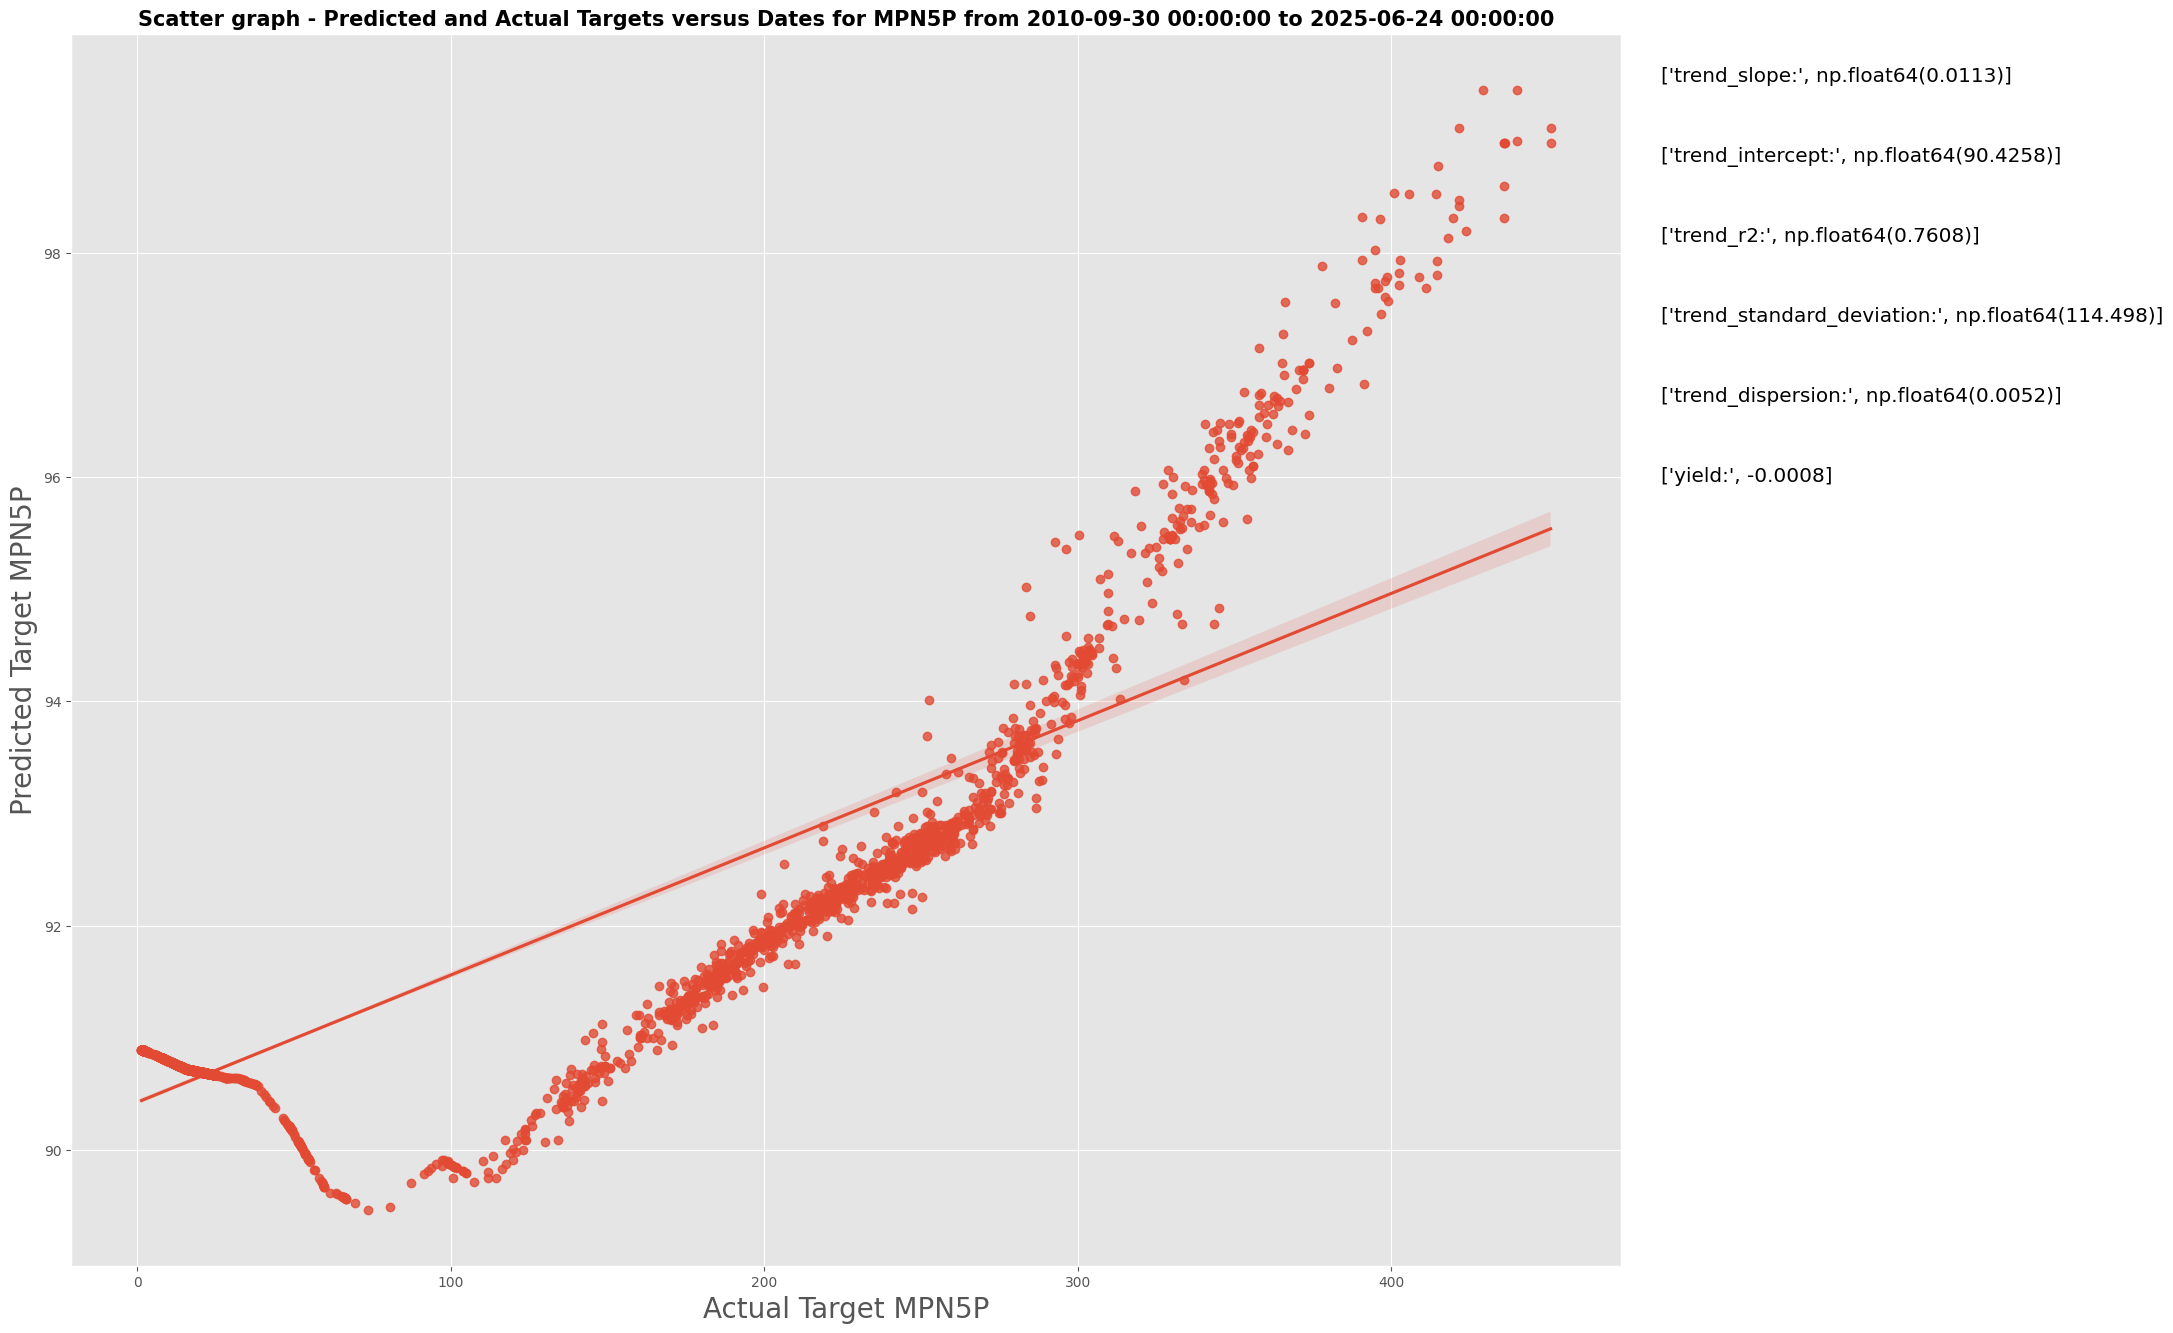 Scatter graph - Predicted and Actual Targets versus Dates for MPN5P from 2010-09-30 00:00:00 to 2025-06-24 00:00:00
['trend_slope:', np.float64(0.0113)]
['trend_intercept:', np.float64(90.4258)]
['trend_r2:', np.float64(0.7608)]
['trend_standard_deviation:', np.float64(114.498)]
['trend_dispersion:', np.float64(0.0052)]
['yield:', -0.0008]
Predicted Target MPN5P
98
96
94
92
90
0 100 200 300 400
Actual Target MPN5P